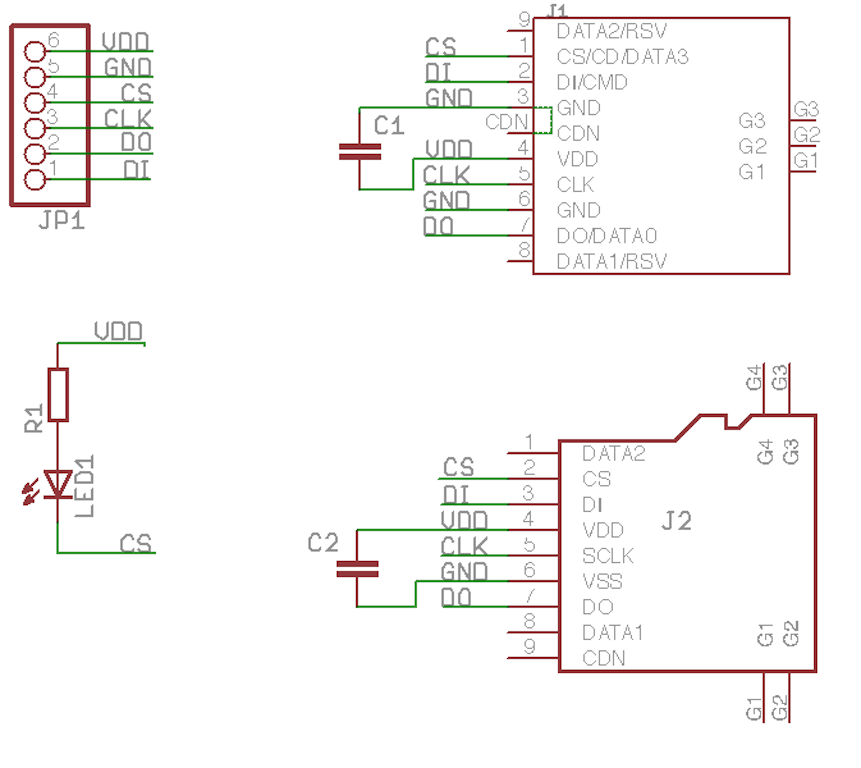 6 VDD
5 GND
4 CS
3 CLK
2 DO
1 DI
JP1
J1
9 DATA2/RSV
CS 1 CS/CD/DATA3
DI 2 DI/CMD
GND 3 GND
CDN CDN
VDD 4 VDD
CLK 5 CLK
GND 6 GND
DO 7 DO/DATA0
8 DATA1/RSV
C1
G3 G3
G2 G2
G1 G1
VDD
R1
LED1
CS
G4 G3
G4 G3
1 DATA2
CS 2 CS
DI 3 DI
VDD 4 VDD
CLK 5 SCLK
GND 6 VSS
DO 7 DO
8 DATA1
9 CDN
C2
J2
G1 G2
G1 G2